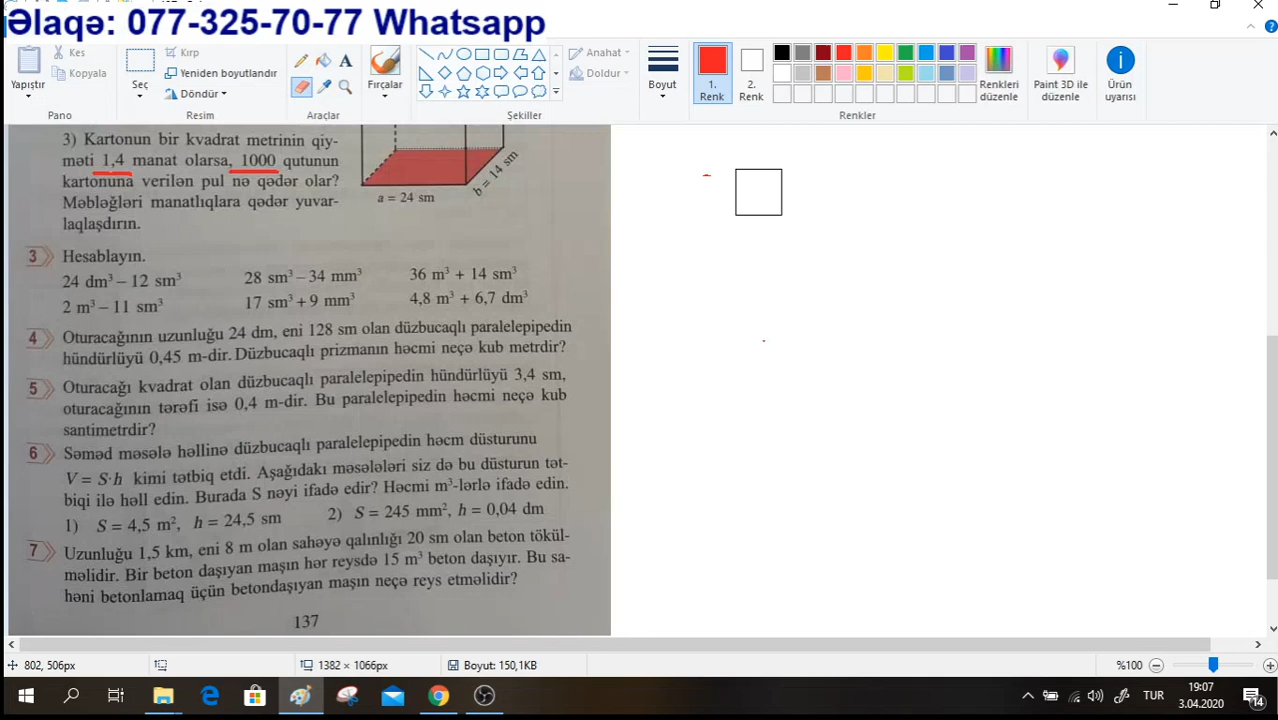 Əlaqə: 077-325-70-77 Whatsapp
Yapıştır
Kes
Kopyala
Pano
Seç
Kırp
Yeniden boyutlandır
Döndür
Resim
Araçlar
Fırçalar
Şekiller
Anahat
Doldur
Boyut
1. Renk
2. Renk
Renkler
Renkleri düzenle
Paint 3D ile düzenle
Ürün uyarısı
3) Kartonun bir kvadrat metrinin qiy-
məti 1,4 manat olarsa, 1000 qutunun
kartonuna verilən pul nə qədər olar?
Məbləğləri manatlıqlara qədər yuvar-
laqlaşdırın.
a = 24 sm
b = 14 sm
3 Hesablayın.
24 dm³ – 12 sm³ 28 sm³ – 34 mm³ 36 m³ + 14 sm³
2 m³ – 11 sm³ 17 sm³ + 9 mm³ 4,8 m³ + 6,7 dm³
4 Oturacağının uzunluğu 24 dm, eni 128 sm olan düzbucaqlı paralelepipedin
hündürlüyü 0,45 m-dir. Düzbucaqlı prizmanın həcmi neçə kub metrdir?
5 Oturacağı kvadrat olan düzbucaqlı paralelepipedin hündürlüyü 3,4 sm,
oturacağının tərəfi isə 0,4 m-dir. Bu paralelepipedin həcmi neçə kub
santimetrdir?
6 Səməd məsələ həllinə düzbucaqlı paralelepipedin həcm düsturunu
V = S·h kimi tətbiq etdi. Aşağıdakı məsələləri siz də bu düsturun tət-
biqi ilə həll edin. Burada S nəyi ifadə edir? Həcmi m³-lərlə ifadə edin.
1) S = 4,5 m², h = 24,5 sm 2) S = 245 mm², h = 0,04 dm
7 Uzunluğu 1,5 km, eni 8 m olan sahəyə qalınlığı 20 sm olan beton tökül-
məlidir. Bir beton daşıyan maşın hər reysdə 15 m³ beton daşıyır. Bu sa-
həni betonlamaq üçün betondaşıyan maşın neçə reys etməlidir?
137
802, 506px
1382 × 1066px
Boyut: 150,1KB
%100
TUR
19:07
3.04.2020
14